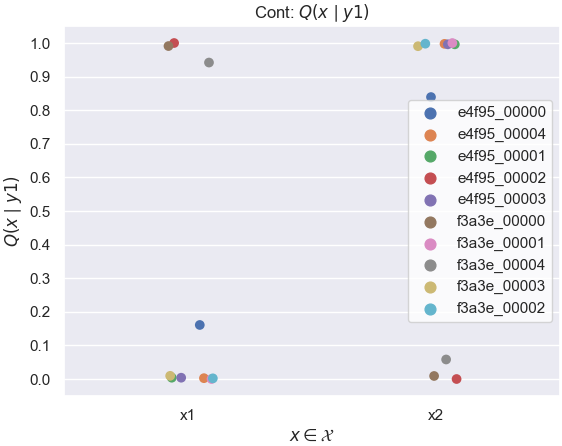 Cont: Q(x | y1)
1.0
0.9
0.8
0.7
0.6
0.5
0.4
0.3
0.2
0.1
0.0
Q(x | y1)
e4f95_00000
e4f95_00004
e4f95_00001
e4f95_00002
e4f95_00003
f3a3e_00000
f3a3e_00001
f3a3e_00004
f3a3e_00003
f3a3e_00002
x1 x2
x ∈ 𝒳